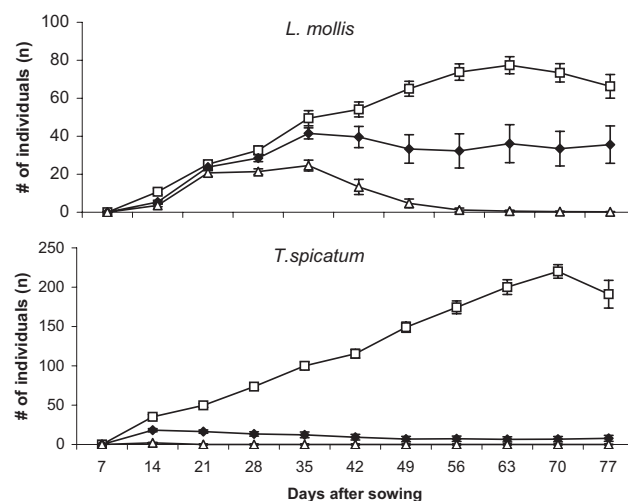 L. mollis
# of individuals (n)
100
80
60
40
20
0
T.spicatum
# of individuals (n)
250
200
150
100
50
0
7 14 21 28 35 42 49 56 63 70 77
Days after sowing